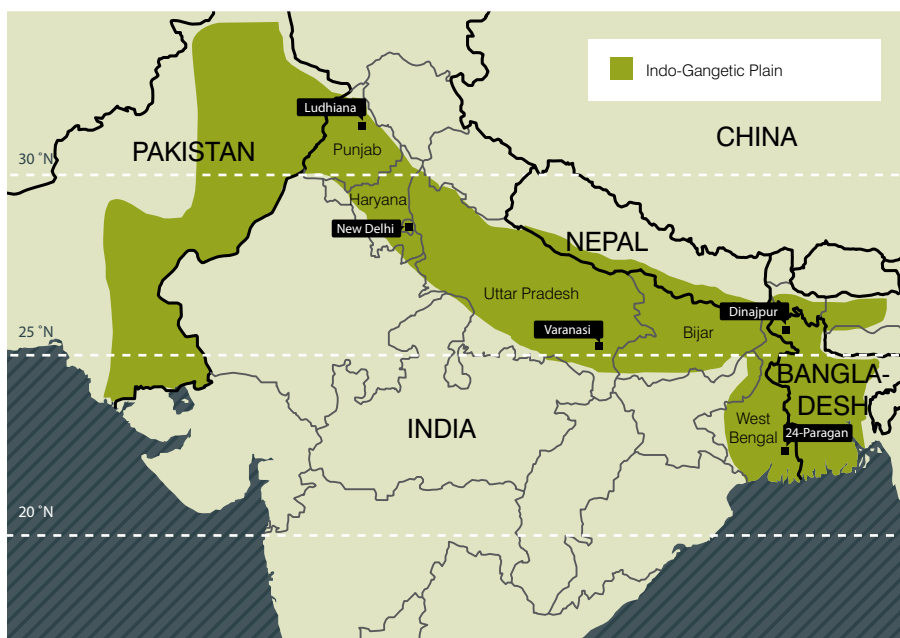 Indo-Gangetic Plain
Ludhiana
CHINA
PAKISTAN
Punjab
30 °N
Haryana
New Delhi
NEPAL
Uttar Pradesh
Dinajpur
25 °N
Varanasi
Bijar
BANGLA-
DESH
INDIA
West
Bengal
24-Paragan
20 °N